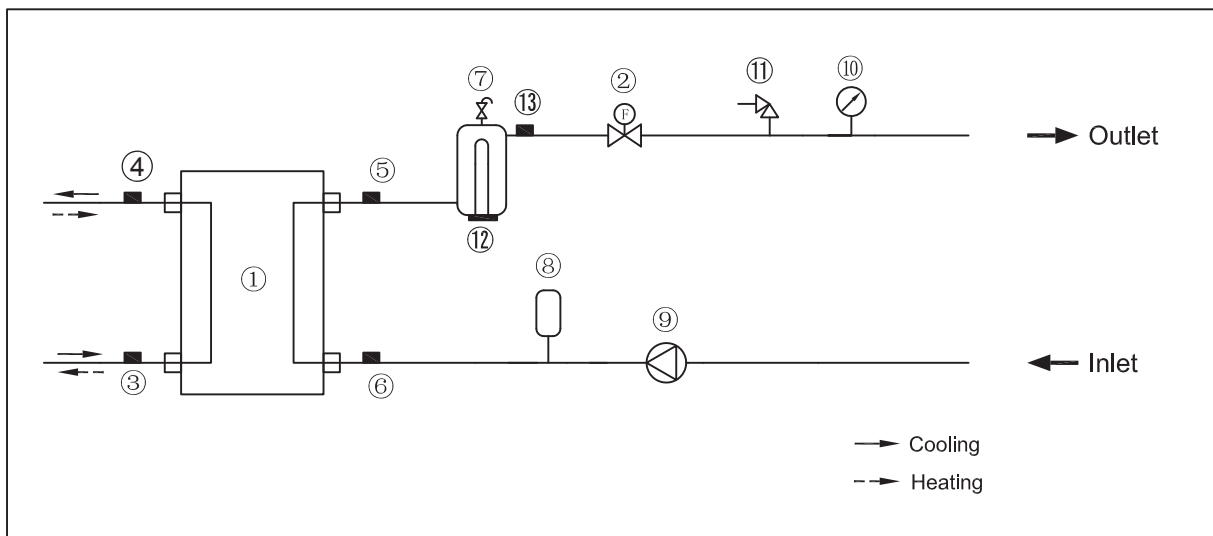 ⑦
⑬
②
⑪
⑩
F
Outlet
④
⑤
⑫
①
⑧
⑨
Inlet
③
⑥
Cooling
Heating